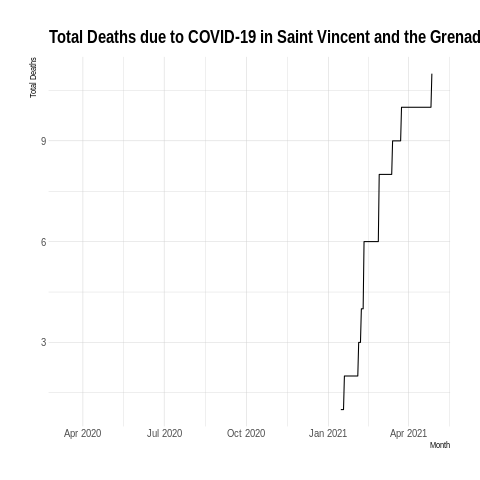 Total Deaths due to COVID-19 in Saint Vincent and the Grenad
Total Deaths
9
6
3
Apr 2020 Jul 2020 Oct 2020 Jan 2021 Apr 2021
Month